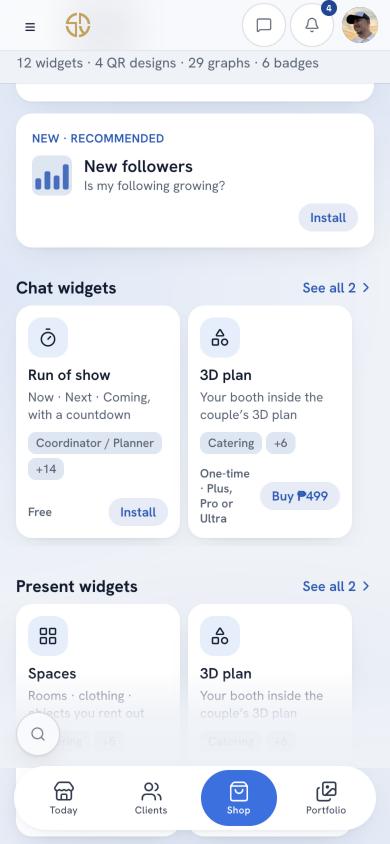 4
12 widgets · 4 QR designs · 29 graphs · 6 badges
NEW · RECOMMENDED
New followers
Is my following growing?
Install
Chat widgets
See all 2
Run of show
Now · Next · Coming,
with a countdown
Coordinator / Planner
+14
Free
Install
3D plan
Your booth inside the
couple's 3D plan
Catering
+6
One-time
· Plus,
Pro or
Ultra
Buy ₱499
Present widgets
See all 2
Spaces
Rooms · clothing ·
objects you rent out
+6
3D plan
Your booth inside the
couple's 3D plan
Catering
+6
Today
Clients
Shop
Portfolio